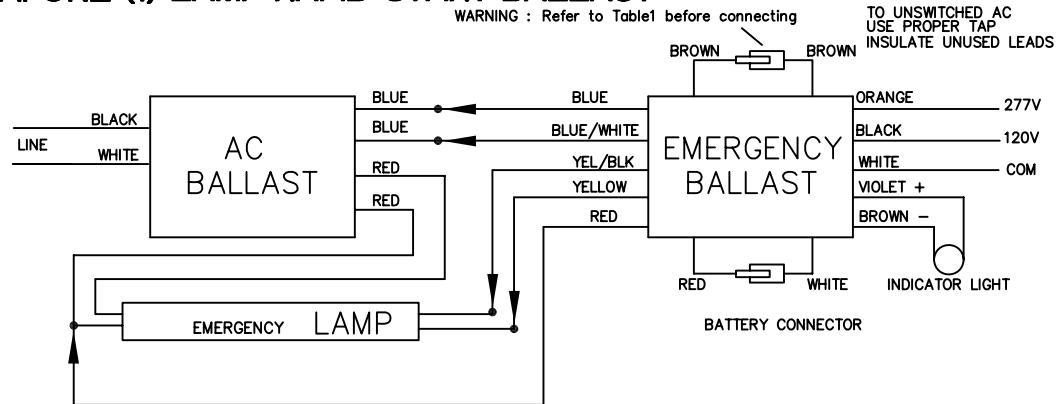 WARNING : Refer to Table1 before connecting
TO UNSWITCHED AC
USE PROPER TAP
INSULATE UNUSED LEADS
BROWN
BROWN
BLUE
BLUE
ORANGE
277V
BLACK
BLUE
BLUE/WHITE
BLACK
120V
LINE
WHITE
AC
BALLAST
RED
YEL/BLK
EMERGENCY
BALLAST
WHITE
COM
RED
YELLOW
VIOLET +
RED
BROWN -
RED
WHITE
INDICATOR LIGHT
EMERGENCY LAMP
BATTERY CONNECTOR